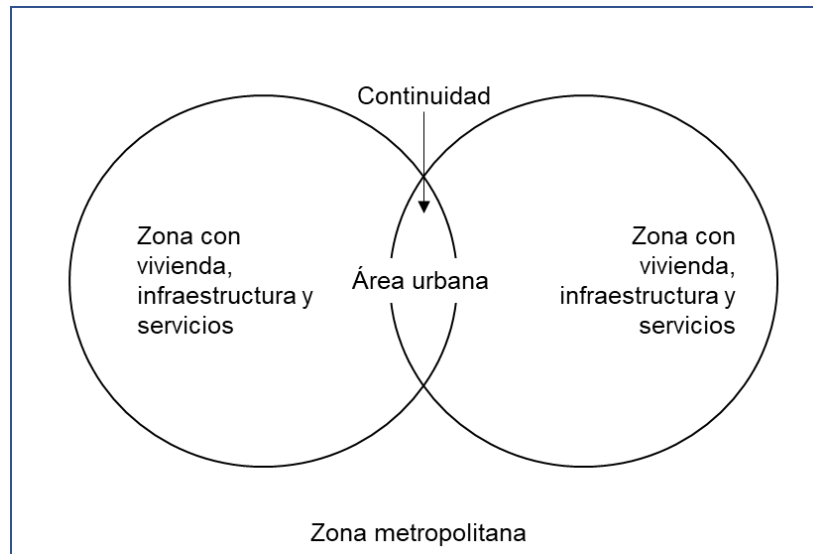 Continuidad
Zona con
vivienda,
infraestructura y
servicios
Área urbana
Zona con
vivienda,
infraestructura y
servicios
Zona metropolitana